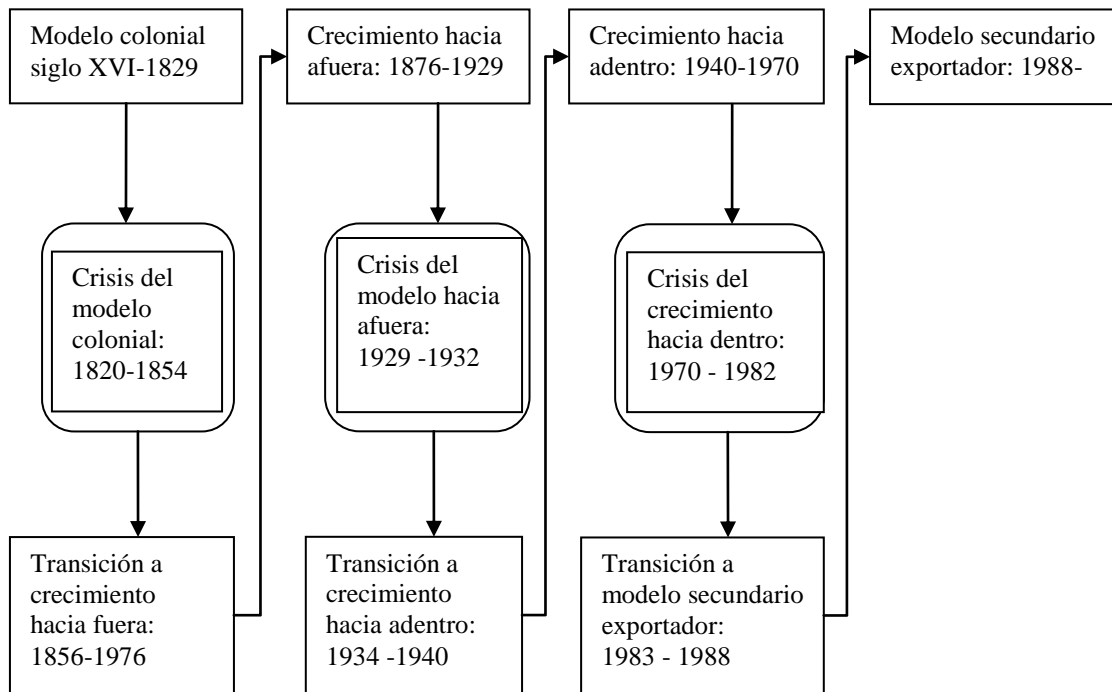 Modelo colonial
siglo XVI-1829
Crecimiento hacia
afuera: 1876-1929
Crecimiento hacia
adentro: 1940-1970
Modelo secundario
exportador: 1988-
Crisis del
modelo
colonial:
1820-1854
Crisis del
modelo hacia
afuera:
1929 -1932
Crisis del
crecimiento
hacia dentro:
1970 - 1982
Transición a
crecimiento
hacia fuera:
1856-1976
Transición a
crecimiento
hacia adentro:
1934 -1940
Transición a
modelo secundario
exportador:
1983 - 1988